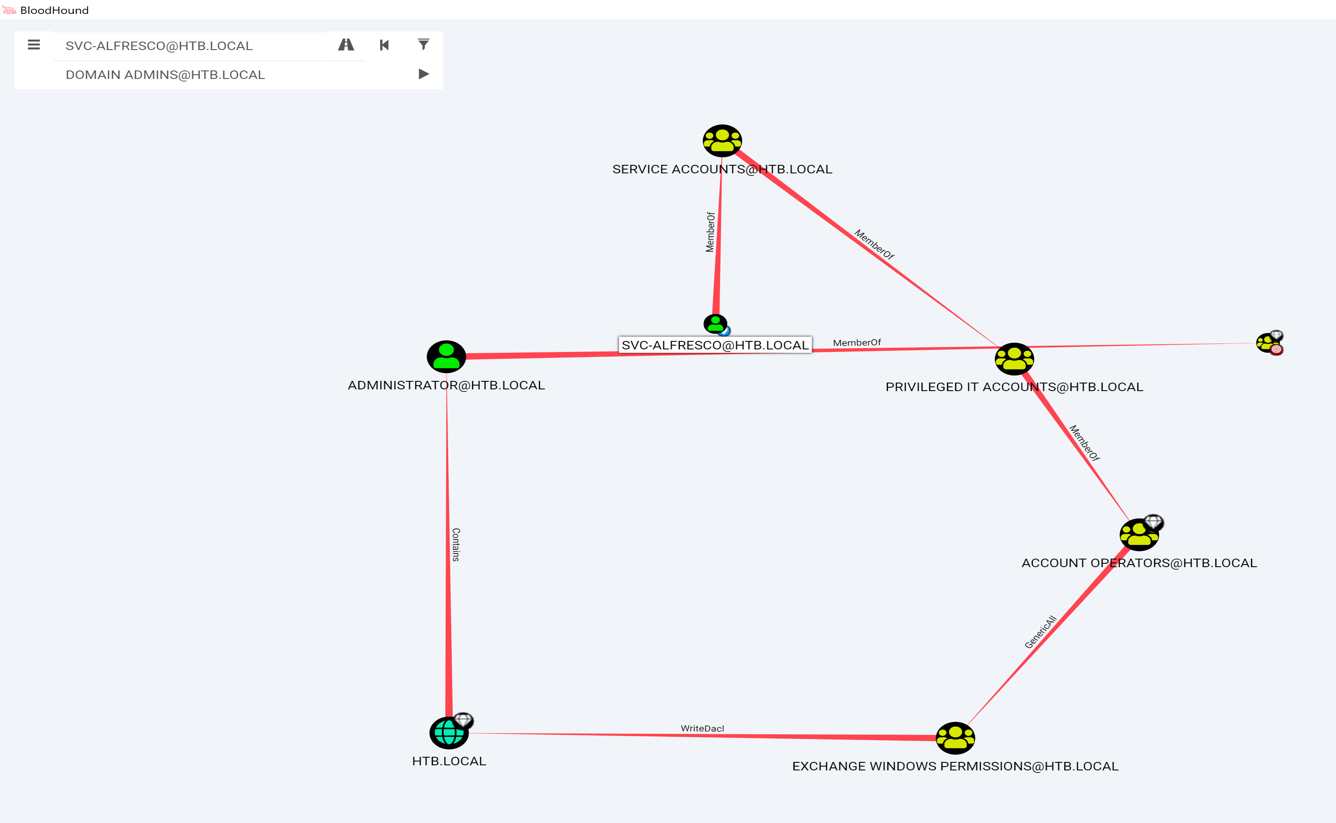 BloodHound
SVC-ALFRESCO@HTB.LOCAL
DOMAIN ADMINS@HTB.LOCAL
SERVICE ACCOUNTS@HTB.LOCAL
MemberOf
MemberOf
SVC-ALFRESCO@HTB.LOCAL
MemberOf
ADMINISTRATOR@HTB.LOCAL
PRIVILEGED IT ACCOUNTS@HTB.LOCAL
MemberOf
Contains
ACCOUNT OPERATORS@HTB.LOCAL
GenericAll
WriteDacl
HTB.LOCAL
EXCHANGE WINDOWS PERMISSIONS@HTB.LOCAL